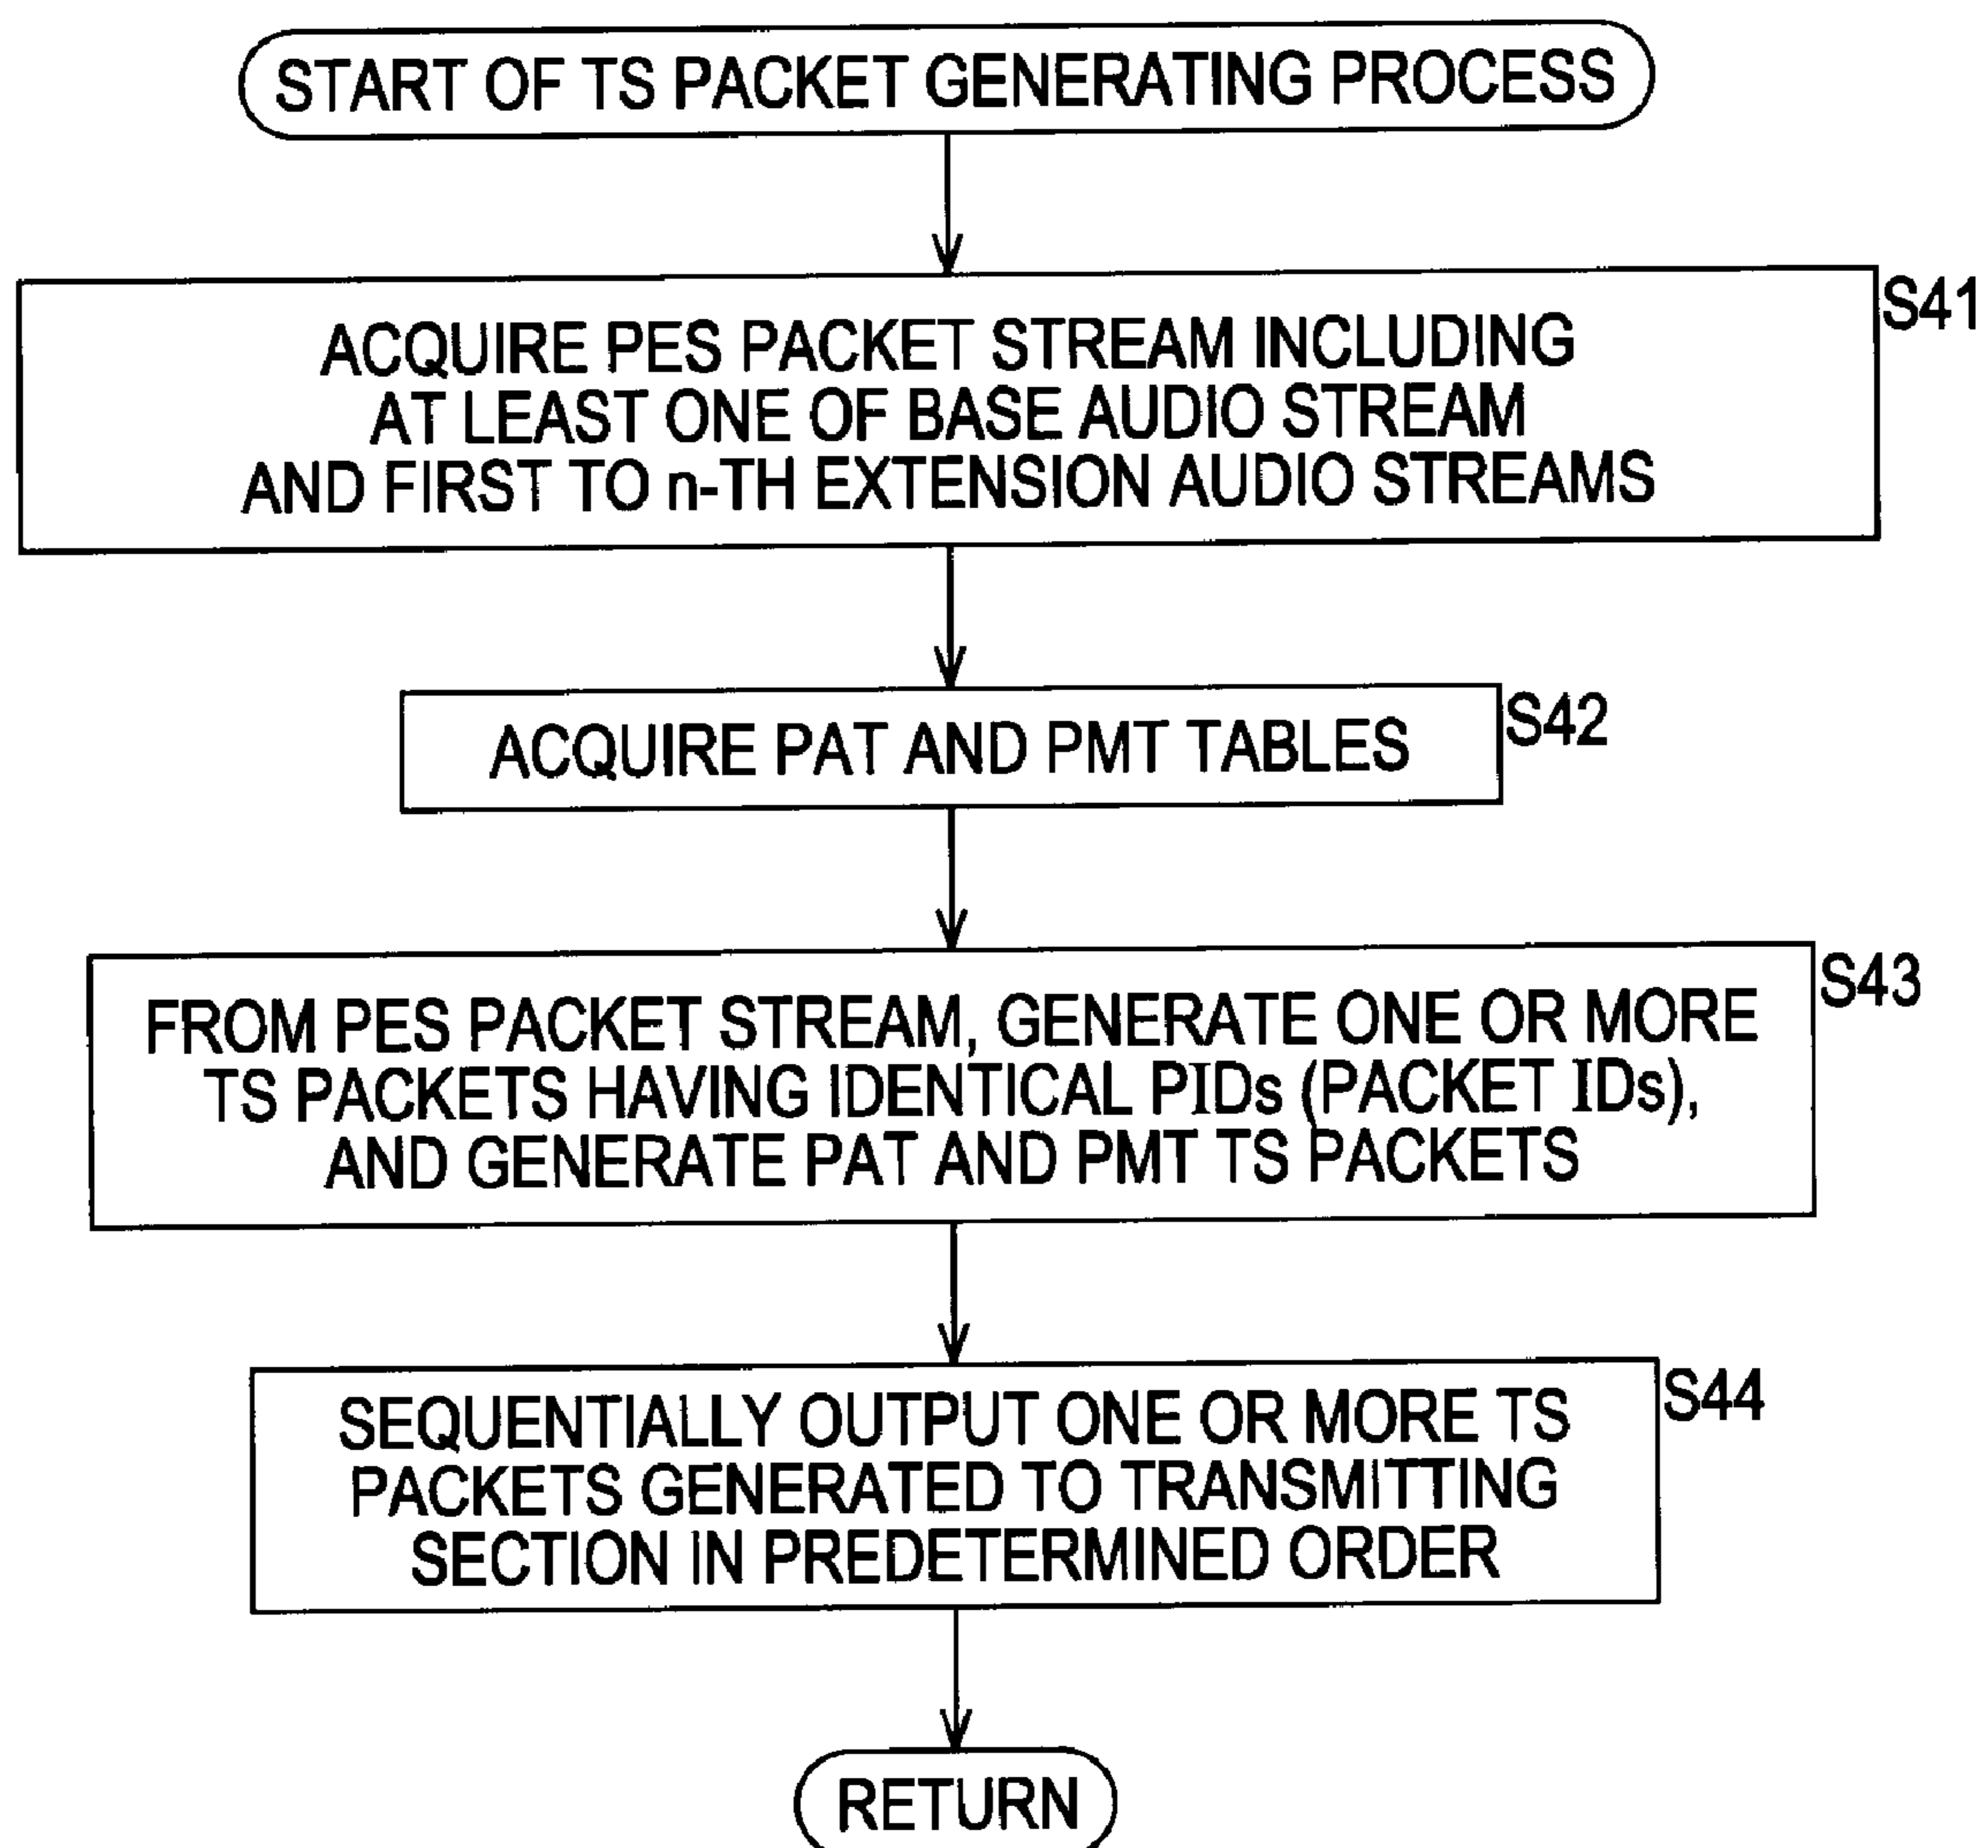 START OF TS PACKET GENERATING PROCESS
S41
ACQUIRE PES PACKET STREAM INCLUDING
AT LEAST ONE OF BASE AUDIO STREAM
AND FIRST TO n-TH EXTENSION AUDIO STREAMS
S42
ACQUIRE PAT AND PMT TABLES
S43
FROM PES PACKET STREAM, GENERATE ONE OR MORE
TS PACKETS HAVING IDENTICAL PIDs (PACKET IDs),
AND GENERATE PAT AND PMT TS PACKETS
S44
SEQUENTIALLY OUTPUT ONE OR MORE TS
PACKETS GENERATED TO TRANSMITTING
SECTION IN PREDETERMINED ORDER
RETURN